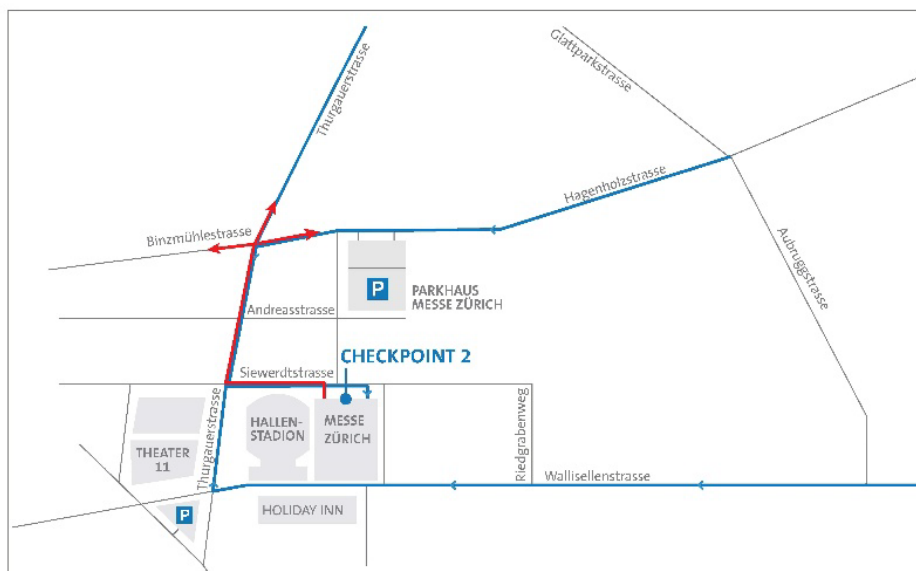 Thurgauerstrasse
Glattparkstrasse
Hagenholzstrasse
Binzmühlestrasse
Aubruggstrasse
P
PARKHAUS
MESSE ZÜRICH
Andreasstrasse
CHECKPOINT 2
Siewerdtstrasse
Thurgauerstrasse
HALLEN-
STADION
MESSE
ZÜRICH
THEATER
11
Riedgrabenweg
Wallisellenstrasse
P
HOLIDAY INN